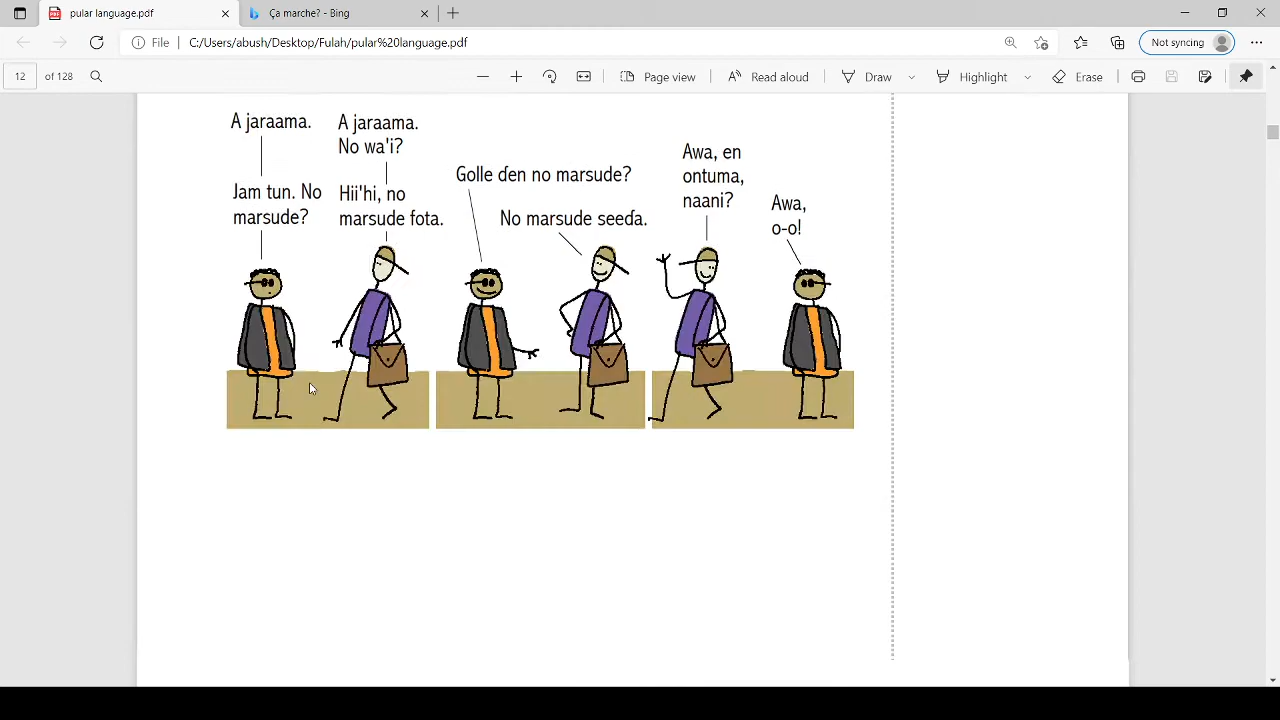 pular language.pdf
Ça marche? - Bing
File
C:/Users/abush/Desktop/Fulah/pular%20language.pdf
Not syncing
12 of 128
Page view
Read aloud
Draw
Highlight
Erase
A jaraama.
Jam tun. No
marsude?
A jaraama.
No wa'i?
Hii'hi, no
marsude fota.
Golle ɗen no marsude?
No marsude seeɗa.
Awa, en
ontuma,
naani?
Awa,
o-o!